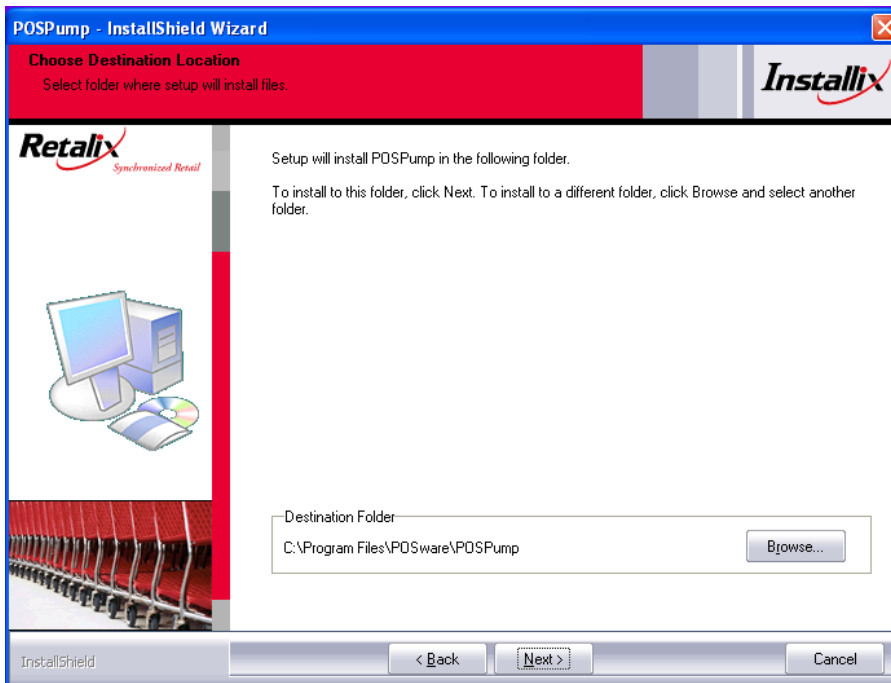 POSPump - InstallShield Wizard
Choose Destination Location
Select folder where setup will install files.
Installix
Retalix
Synchronized Retail
Setup will install POSPump in the following folder.
To install to this folder, click Next. To install to a different folder, click Browse and select another
folder.
Destination Folder
C:\Program Files\POSware\POSPump
Browse...
InstallShield
< Back
Next >
Cancel